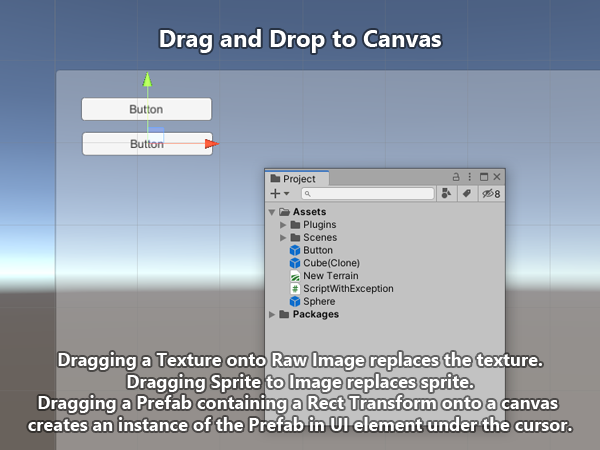 Drag and Drop to Canvas
Button
Button
Project
8
Assets
Plugins
Scenes
Button
Cube(Clone)
New Terrain
ScriptWithException
Sphere
Packages
Dragging a Texture onto Raw Image replaces the texture.
Dragging Sprite to Image replaces sprite.
Dragging a Prefab containing a Rect Transform onto a canvas
creates an instance of the Prefab in UI element under the cursor.